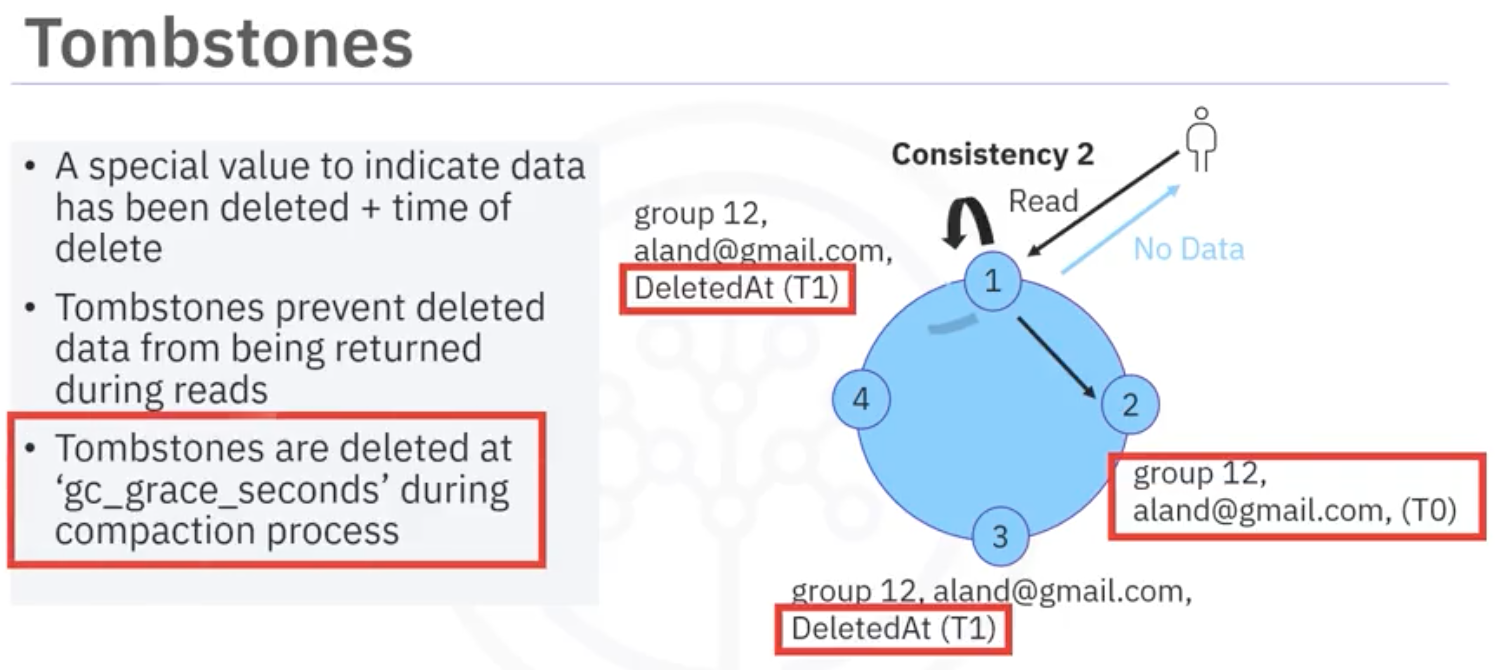 Tombstones
• A special value to indicate data
has been deleted + time of
delete
• Tombstones prevent deleted
data from being returned
during reads
• Tombstones are deleted at
‘gc_grace_seconds’ during
compaction process
Consistency 2
Read
No Data
group 12,
aland@gmail.com,
DeletedAt (T1)
1
4
2
3
group 12,
aland@gmail.com, (T0)
group 12, aland@gmail.com,
DeletedAt (T1)